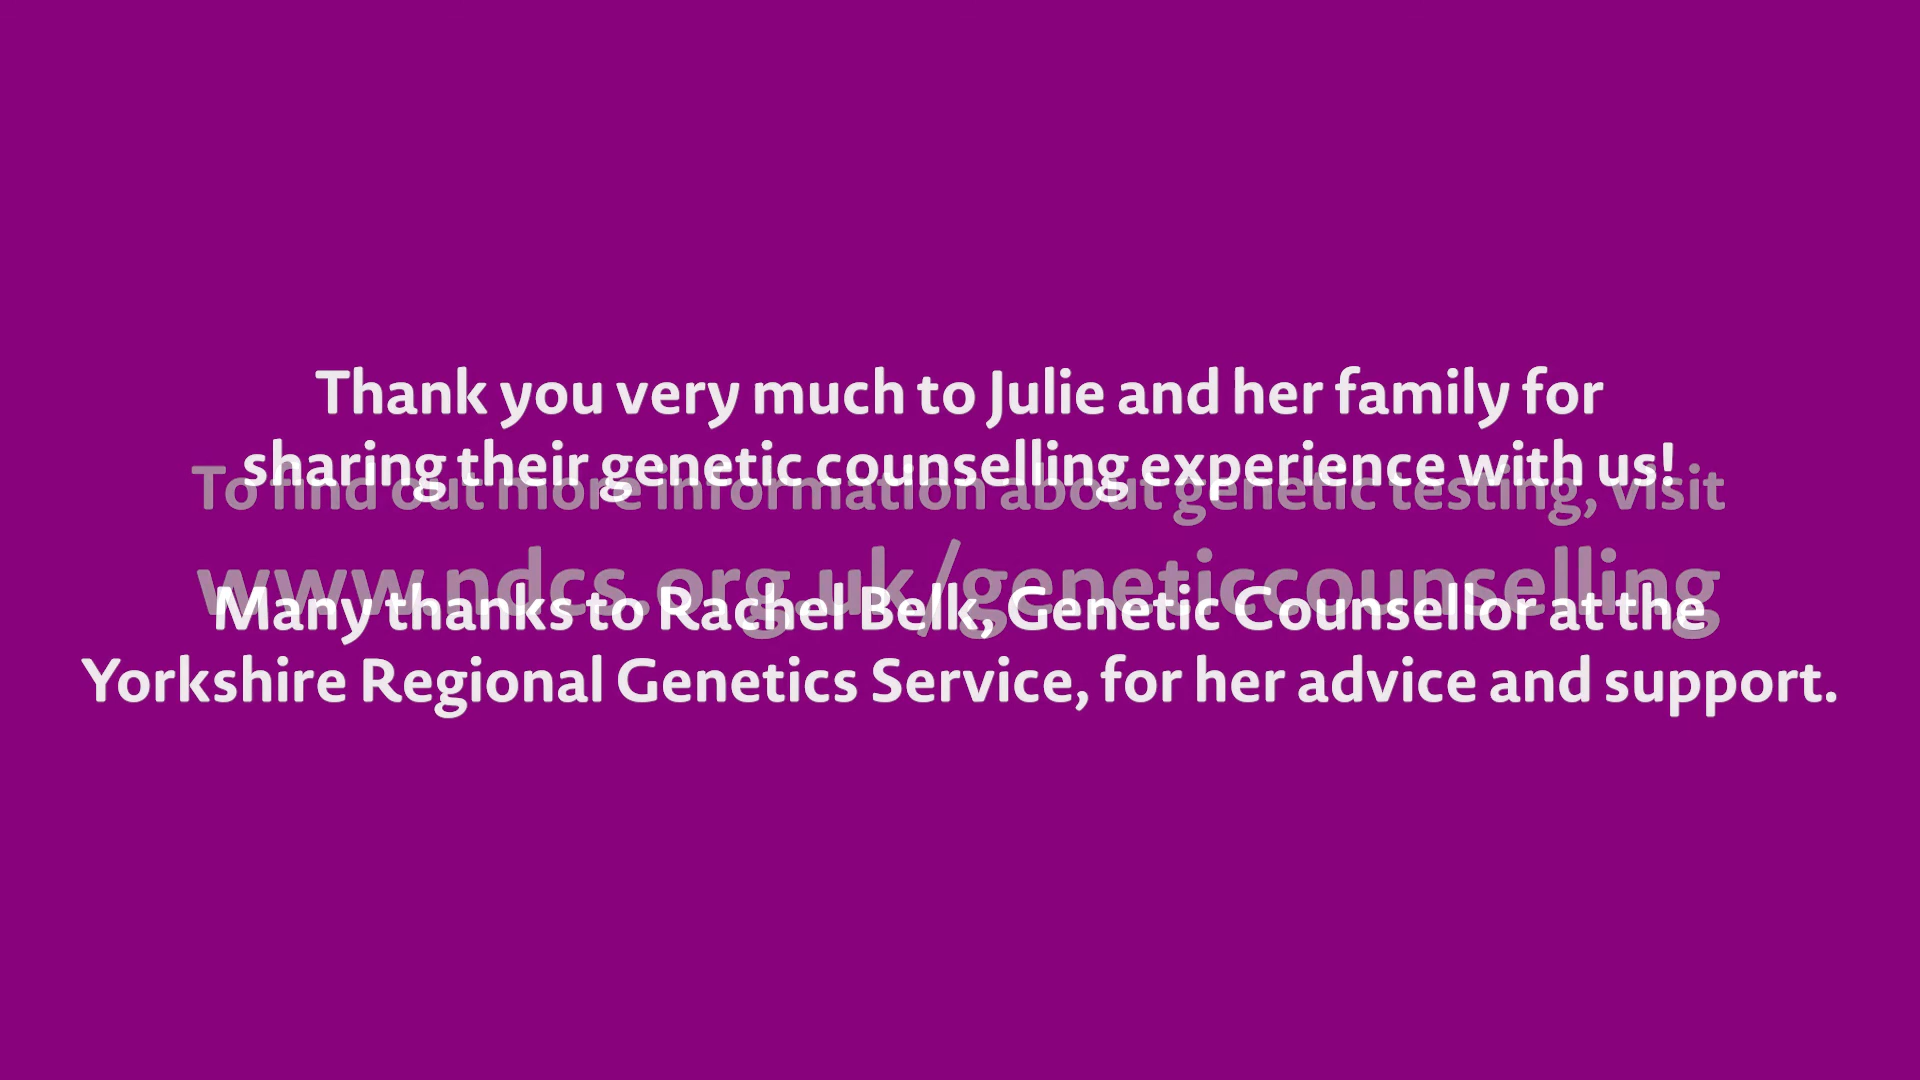 Thank you very much to Julie and her family for
sharing their genetic counselling experience with us!
To find out more information about genetic testing, visit
www.ndcs.org.uk/geneticcounselling
Many thanks to Rachel Belk, Genetic Counsellor at the
Yorkshire Regional Genetics Service, for her advice and support.